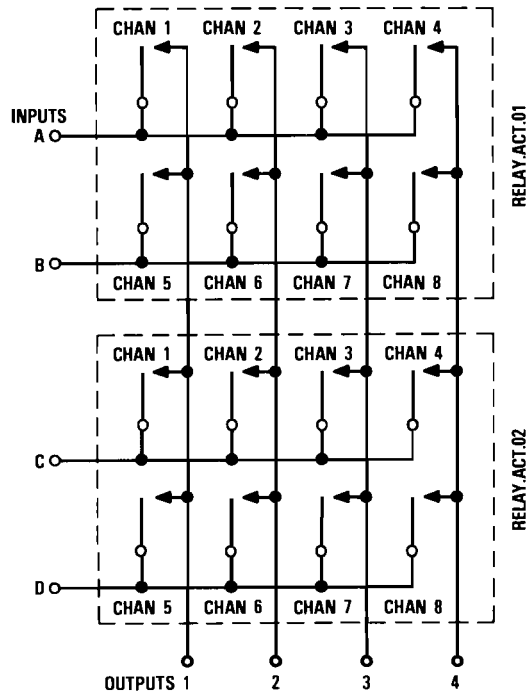 CHAN 1 CHAN 2 CHAN 3 CHAN 4
INPUTS
A
RELAY.ACT.01
B
CHAN 5 CHAN 6 CHAN 7 CHAN 8
CHAN 1 CHAN 2 CHAN 3 CHAN 4
C
RELAY.ACT.02
D
CHAN 5 CHAN 6 CHAN 7 CHAN 8
OUTPUTS 1 2 3 4